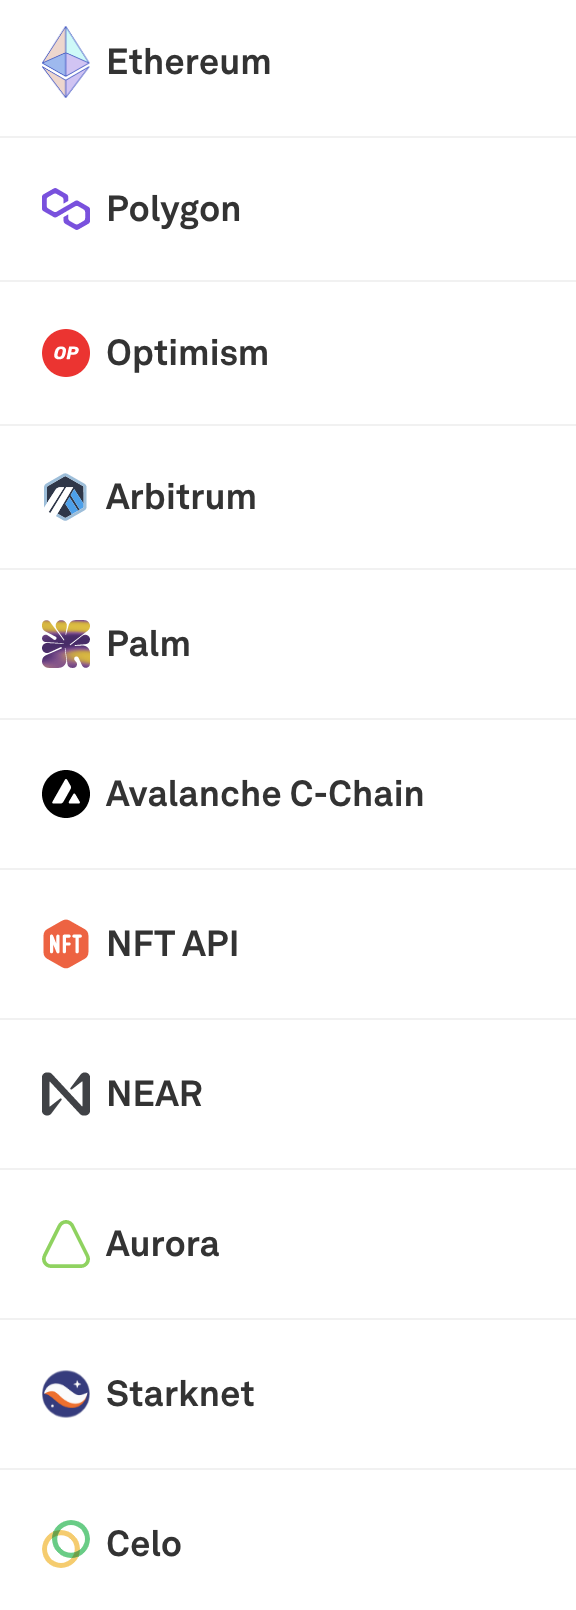 Ethereum
Polygon
OP Optimism
Arbitrum
Palm
Avalanche C-Chain
NFT NFT API
NEAR
Aurora
Starknet
Celo